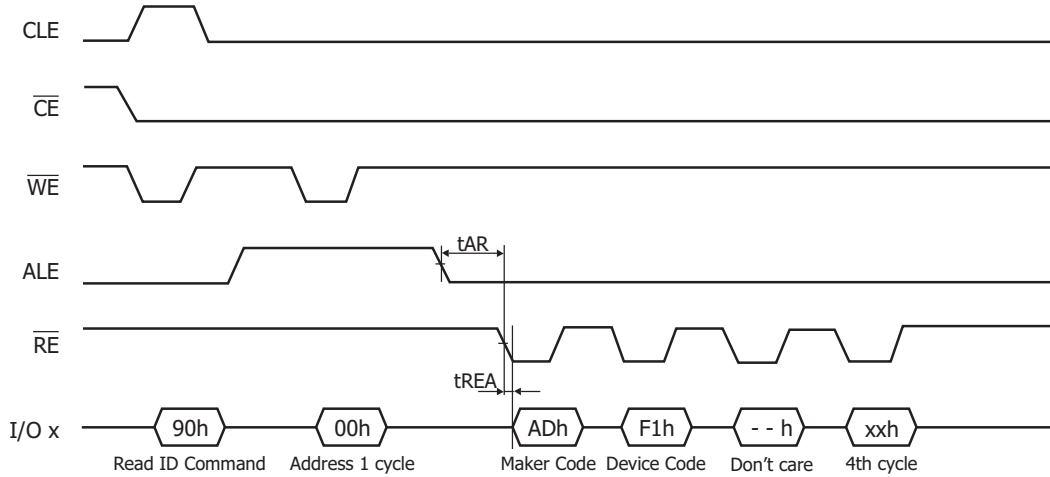 CLE
CE
WE
ALE
tAR
RE
tREA
I/O x
90h
00h
ADh
F1h
- - h
xxh
Read ID Command
Address 1 cycle
Maker Code
Device Code
Don't care
4th cycle